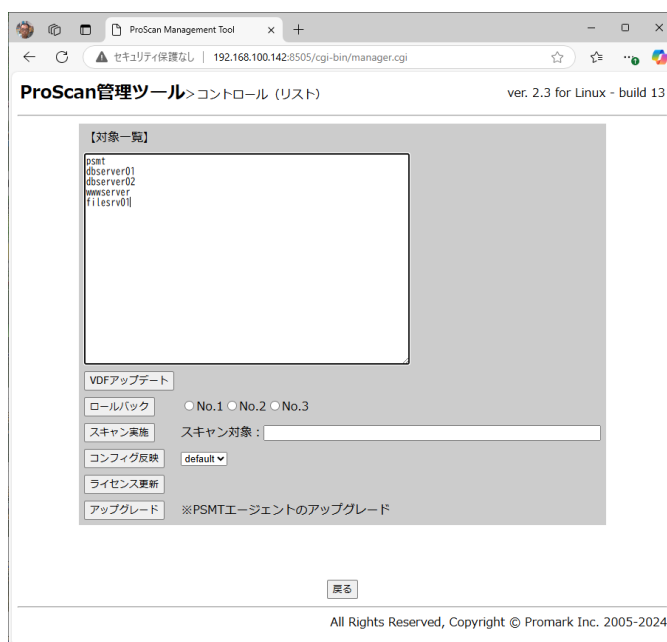 ProScan Management Tool
セキュリティ保護なし | 192.168.100.142:8505/cgi-bin/manager.cgi
ProScan管理ツール>コントロール（リスト） ver. 2.3 for Linux - build 13
【対象一覧】
psmt
dbserver01
dbserver02
wwwserver
filesrv01
VDFアップデート
ロールバック No.1 No.2 No.3
スキャン実施 スキャン対象：
コンフィグ反映 default
ライセンス更新
アップグレード ※PSMTエージェントのアップグレード
戻る
All Rights Reserved, Copyright © Promark Inc. 2005-2024